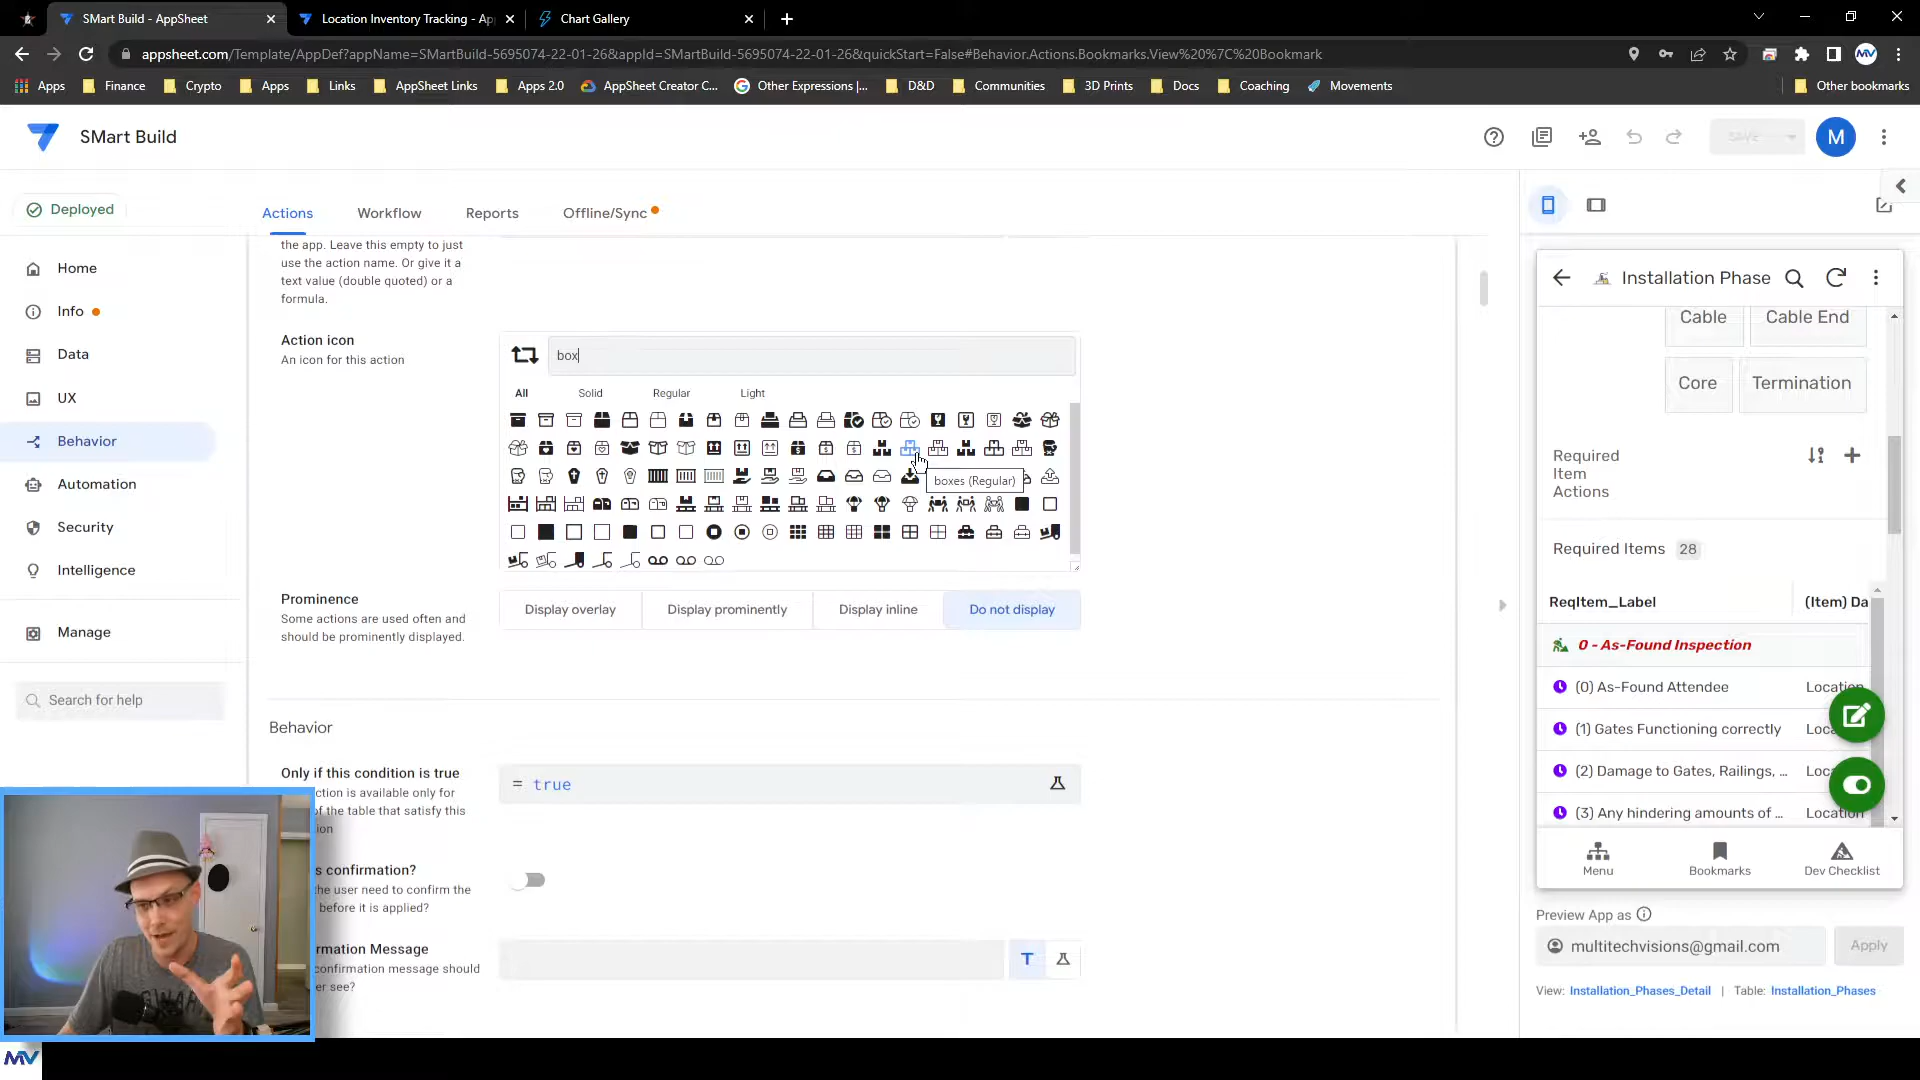 SMart Build - AppSheet
Location Inventory Tracking - Ap
Chart Gallery
appsheet.com/Template/AppDef?appName=SMartBuild-5695074-22-01-26&appId=SMartBuild-5695074-22-01-26&quickStart=False#Behavior.Actions.Bookmarks.View%20%7C%20Bookmark
MV
Apps
Finance
Crypto
Apps
Links
AppSheet Links
Apps 2.0
AppSheet Creator C...
Other Expressions |...
D&D
Communities
3D Prints
Docs
Coaching
Movements
Other bookmarks
SMart Build
SAVE
M
Deployed
Actions
Workflow
Reports
Offline/Sync
Home
Info
Data
UX
Behavior
Automation
Security
Intelligence
Manage
Search for help
the app. Leave this empty to just
use the action name. Or give it a
text value (double quoted) or a
formula.
Action icon
An icon for this action
box
All
Solid
Regular
Light
boxes (Regular)
Prominence
Some actions are used often and
should be prominently displayed.
Display overlay
Display prominently
Display inline
Do not display
Behavior
Only if this condition is true
ction is available only for
of the table that satisfy this
ion
= true
s confirmation?
the user need to confirm the
before it is applied?
rmation Message
confirmation message should
er see?
T
Installation Phase
Cable
Cable End
Core
Termination
Required
Item
Actions
Required Items 28
ReqItem_Label
(Item) Da
0 - As-Found Inspection
(0) As-Found Attendee
Location
(1) Gates Functioning correctly
Loc
(2) Damage to Gates, Railings, ...
Loc
(3) Any hindering amounts of ...
Locatio
Menu
Bookmarks
Dev Checklist
Preview App as
multitechvisions@gmail.com
Apply
View: Installation_Phases_Detail | Table: Installation_Phases
MV